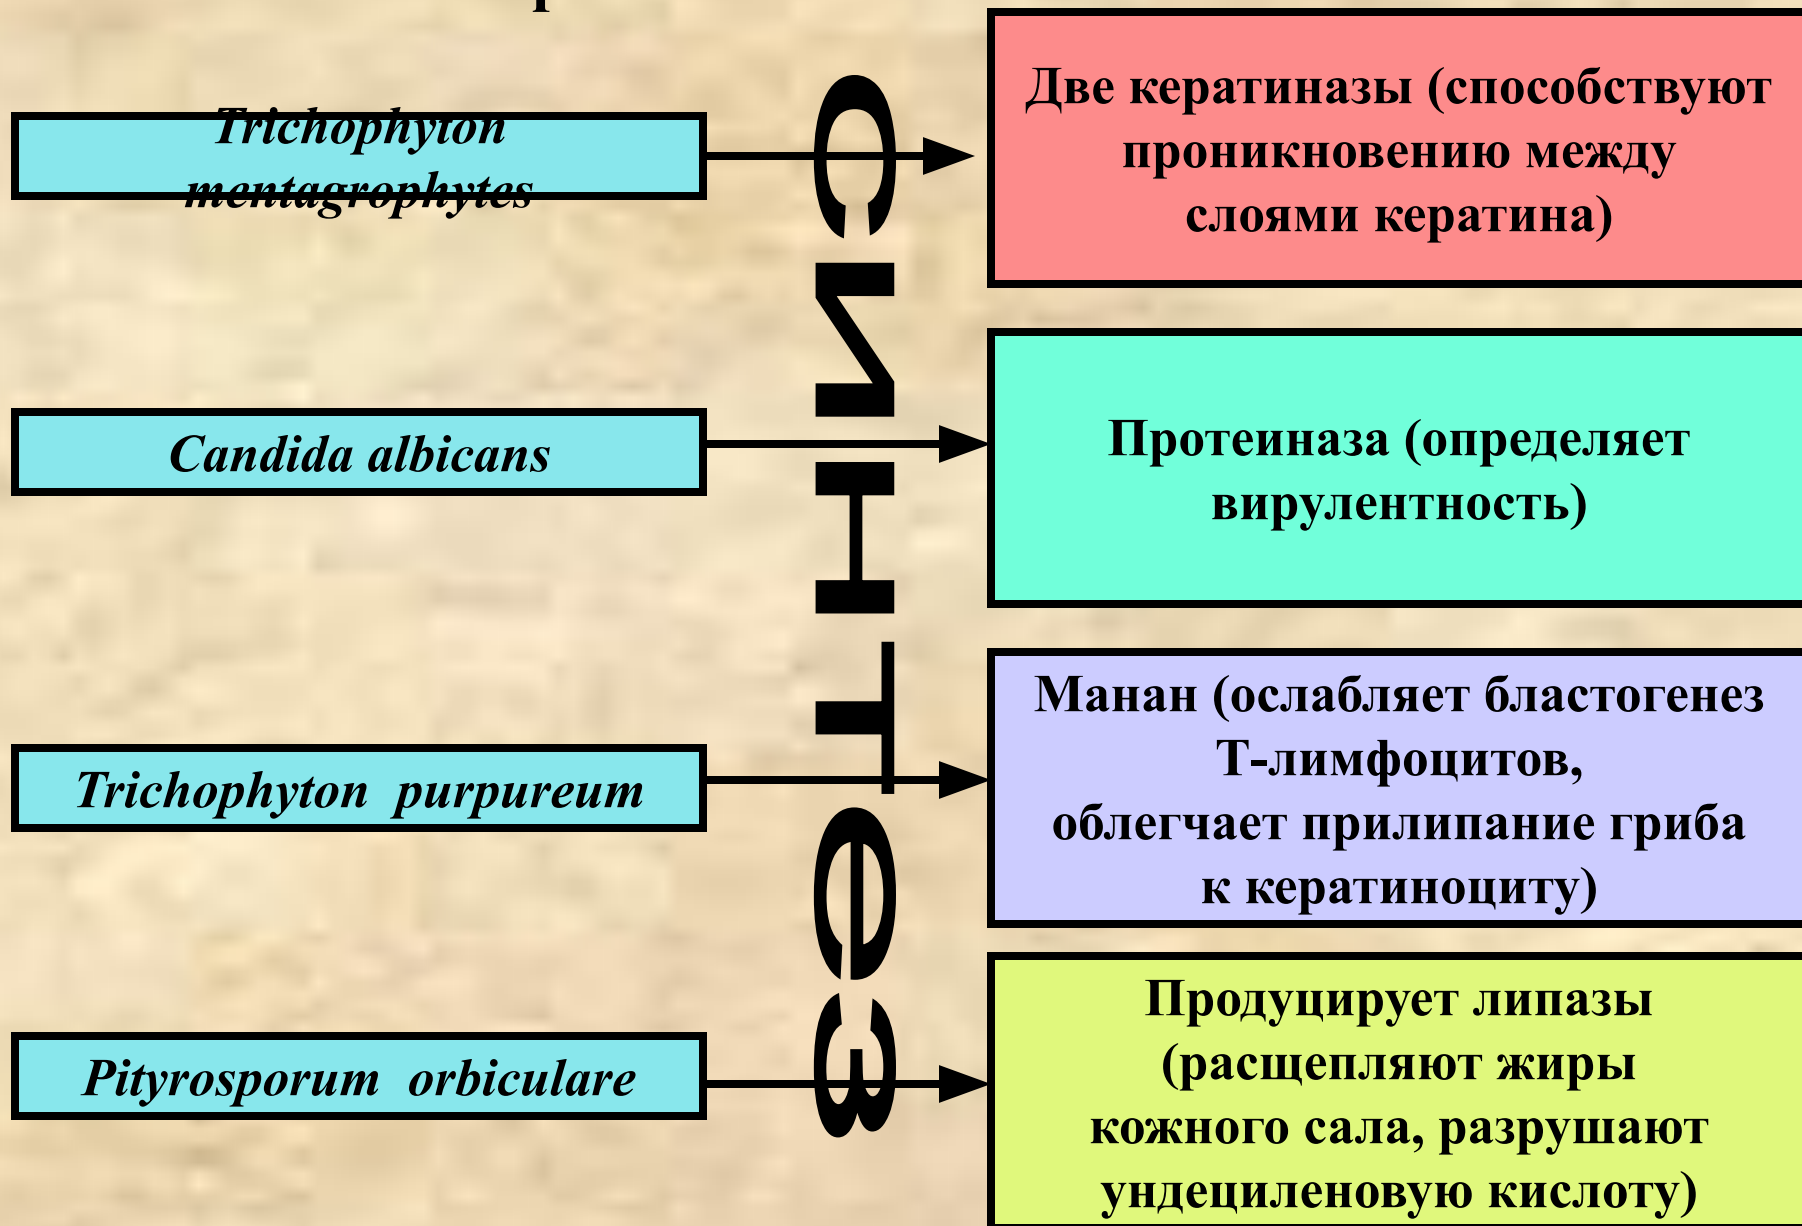 Trichophyton
mentagrophytes
Две кератиназы (способствуют
проникновению между
слоями кератина)
Candida albicans
Протеиназа (определяет
вирулентность)
Trichophyton purpureum
Манан (ослабляет бластогенез
Т-лимфоцитов,
облегчает прилипание гриба
к кератиноциту)
Pityrosporum orbiculare
Продуцирует липазы
(расщепляют жиры
кожного сала, разрушают
ундециленовую кислоту)
Синтез